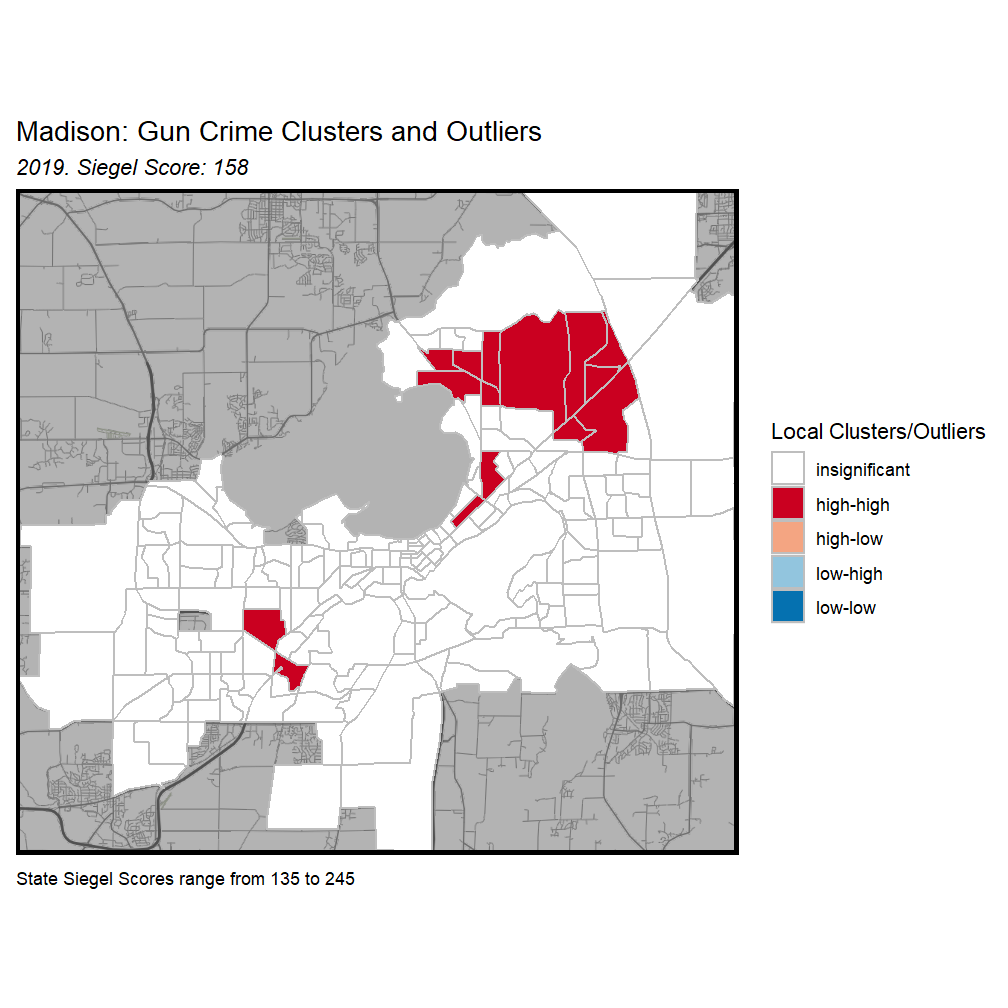 Madison: Gun Crime Clusters and Outliers
2019. Siegel Score: 158
Local Clusters/Outliers
insignificant
high-high
high-low
low-high
low-low
State Siegel Scores range from 135 to 245